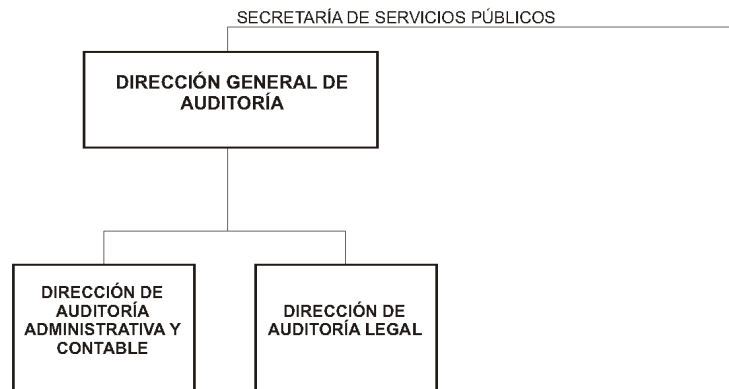 SECRETARÍA DE SERVICIOS PÚBLICOS
DIRECCIÓN GENERAL DE
AUDITORÍA
DIRECCIÓN DE
AUDITORÍA
ADMINISTRATIVA Y
CONTABLE
DIRECCIÓN DE
AUDITORÍA LEGAL